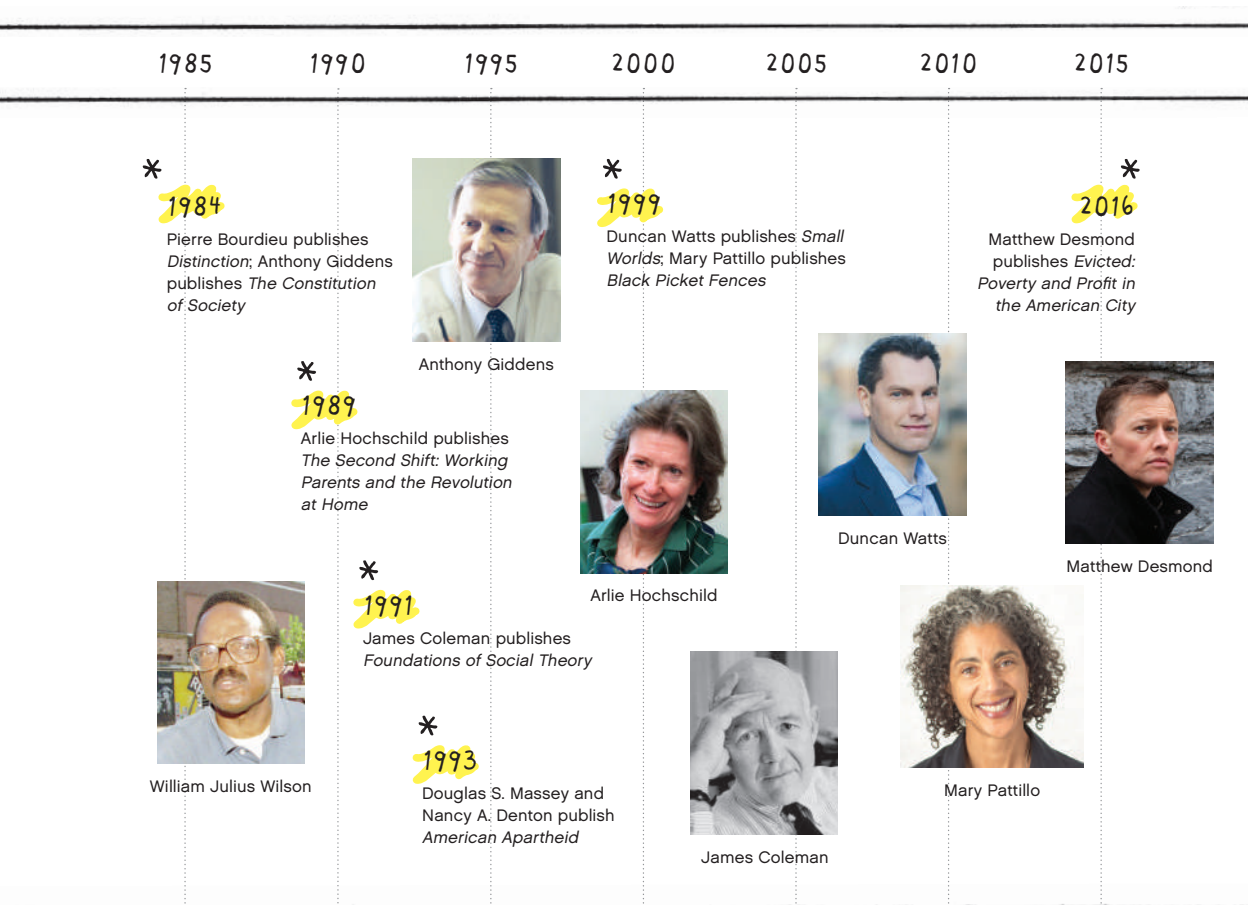 1985 1990 1995 2000 2005 2010 2015
1984
Pierre Bourdieu publishes
Distinction; Anthony Giddens
publishes The Constitution
of Society
Anthony Giddens
1999
Duncan Watts publishes Small
Worlds; Mary Pattillo publishes
Black Picket Fences
2016
Matthew Desmond
publishes Evicted:
Poverty and Profit in
the American City
1989
Arlie Hochschild publishes
The Second Shift: Working
Parents and the Revolution
at Home
Arlie Hochschild
Duncan Watts
Matthew Desmond
1991
James Coleman publishes
Foundations of Social Theory
William Julius Wilson
1993
Douglas S. Massey and
Nancy A. Denton publish
American Apartheid
James Coleman
Mary Pattillo